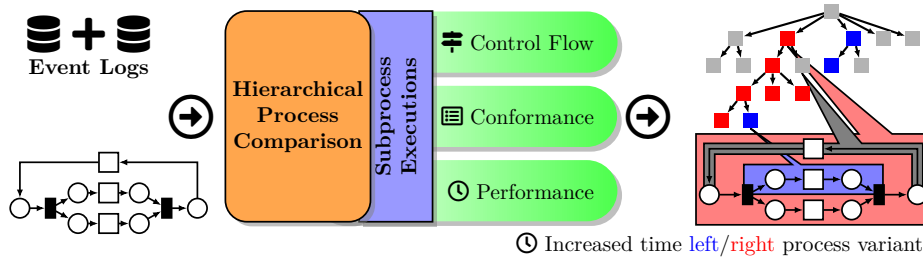 Event Logs
Hierarchical
Process
Comparison
Subprocess
Executions
Control Flow
Conformance
Performance
Increased time left/right process variant